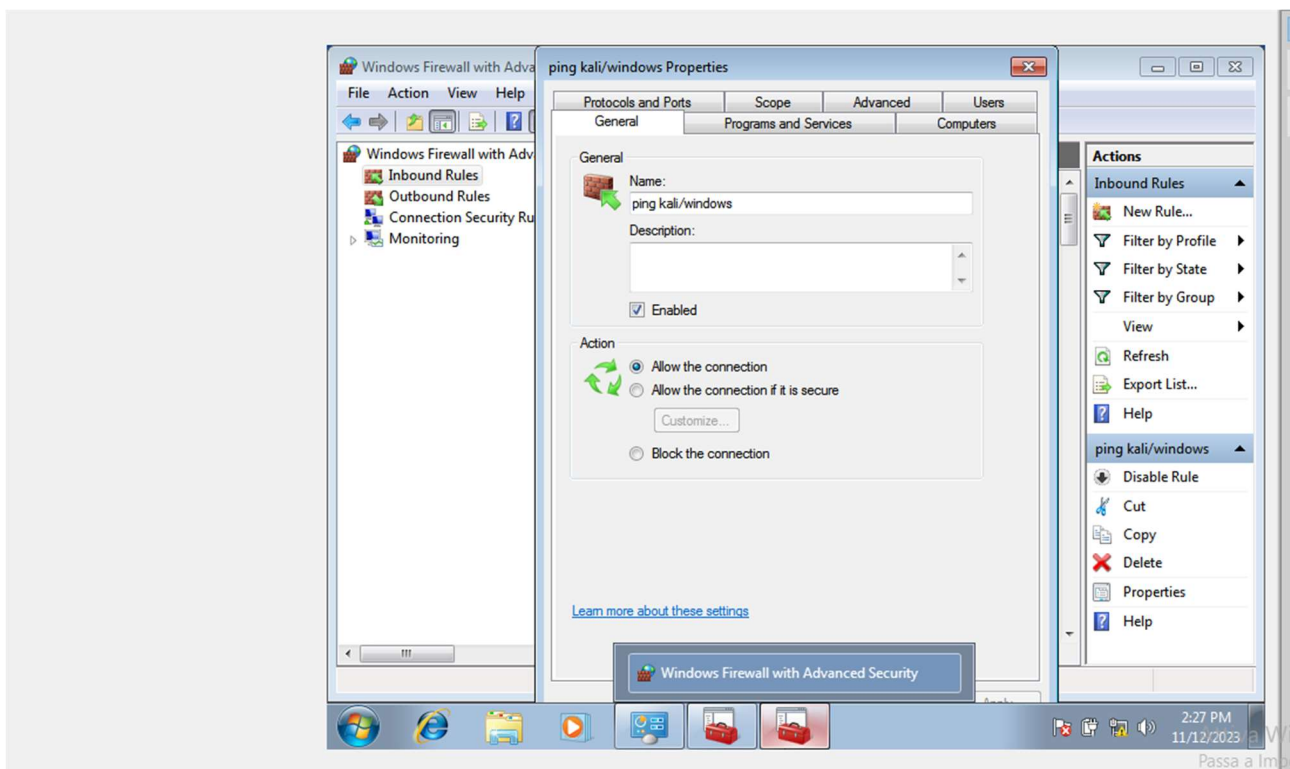 Windows Firewall with Adva
File Action View Help
Windows Firewall with Adv
Inbound Rules
Outbound Rules
Connection Security Ru
Monitoring
ping kali/windows Properties
Protocols and Ports Scope Advanced Users
General Programs and Services Computers
General
Name:
ping kali/windows
Description:
Enabled
Action
Allow the connection
Allow the connection if it is secure
Customize...
Block the connection
Learn more about these settings
Windows Firewall with Advanced Security
Actions
Inbound Rules
New Rule...
Filter by Profile
Filter by State
Filter by Group
View
Refresh
Export List...
Help
ping kali/windows
Disable Rule
Cut
Copy
Delete
Properties
Help
2:27 PM
11/12/2023
Passa a Imp